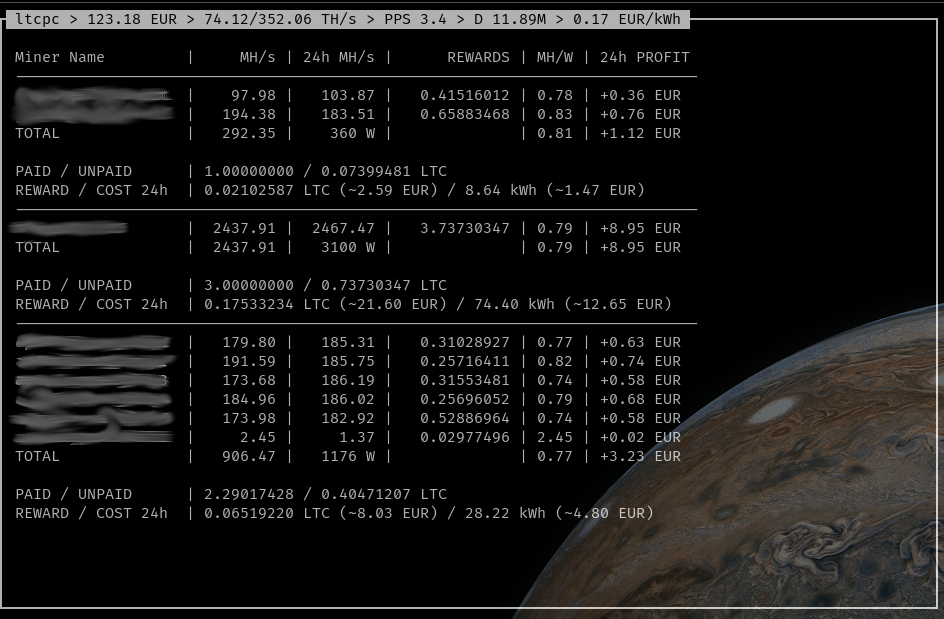 ltcpc > 123.18 EUR > 74.12/352.06 TH/s > PPS 3.4 > D 11.89M > 0.17 EUR/kWh
Miner Name | MH/s | 24h MH/s | REWARDS | MH/W | 24h PROFIT
| 97.98 | 103.87 | 0.41516012 | 0.78 | +0.36 EUR
| 194.38 | 183.51 | 0.65883468 | 0.83 | +0.76 EUR
TOTAL | 292.35 | 360 W | | 0.81 | +1.12 EUR
PAID / UNPAID | 1.00000000 / 0.07399481 LTC
REWARD / COST 24h | 0.02102587 LTC (~2.59 EUR) / 8.64 kWh (~1.47 EUR)
| 2437.91 | 2467.47 | 3.73730347 | 0.79 | +8.95 EUR
TOTAL | 2437.91 | 3100 W | | 0.79 | +8.95 EUR
PAID / UNPAID | 3.00000000 / 0.73730347 LTC
REWARD / COST 24h | 0.17533234 LTC (~21.60 EUR) / 74.40 kWh (~12.65 EUR)
| 179.80 | 185.31 | 0.31028927 | 0.77 | +0.63 EUR
| 191.59 | 185.75 | 0.25716411 | 0.82 | +0.74 EUR
| 173.68 | 186.19 | 0.31553481 | 0.74 | +0.58 EUR
| 184.96 | 186.02 | 0.25696052 | 0.79 | +0.68 EUR
| 173.98 | 182.92 | 0.52886964 | 0.74 | +0.58 EUR
| 2.45 | 1.37 | 0.02977496 | 2.45 | +0.02 EUR
TOTAL | 906.47 | 1176 W | | 0.77 | +3.23 EUR
PAID / UNPAID | 2.29017428 / 0.40471207 LTC
REWARD / COST 24h | 0.06519220 LTC (~8.03 EUR) / 28.22 kWh (~4.80 EUR)